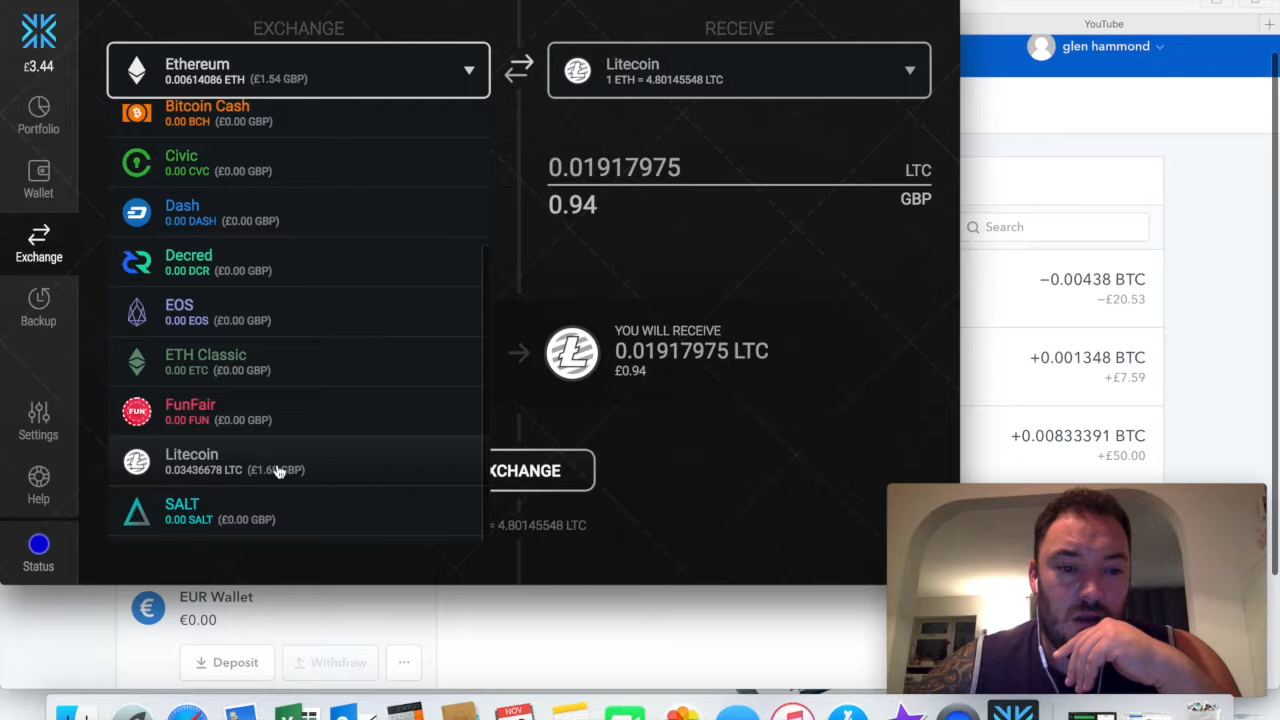 £3.44
Portfolio
Wallet
Exchange
Backup
Settings
Help
Status
EXCHANGE
Ethereum
0.00614086 ETH (£1.54 GBP)
Bitcoin Cash
0.00 BCH (£0.00 GBP)
Civic
0.00 CVC (£0.00 GBP)
Dash
0.00 DASH (£0.00 GBP)
Decred
0.00 DCR (£0.00 GBP)
EOS
0.00 EOS (£0.00 GBP)
ETH Classic
0.00 ETC (£0.00 GBP)
FUN
FunFair
0.00 FUN (£0.00 GBP)
Litecoin
0.03436678 LTC
SALT
0.00 SALT (£0.00 GBP)
RECEIVE
Litecoin
1 ETH = 4.80145548 LTC
0.01917975 LTC
0.94 GBP
YOU WILL RECEIVE
0.01917975 LTC
£0.94
XCHANGE
= 4.80145548 LTC
YouTube
glen hammond
Search
−0.00438 BTC
−£20.53
+0.001348 BTC
+£7.59
+0.00833391 BTC
+£50.00
EUR Wallet
€0.00
Deposit
Withdraw
...
NOV